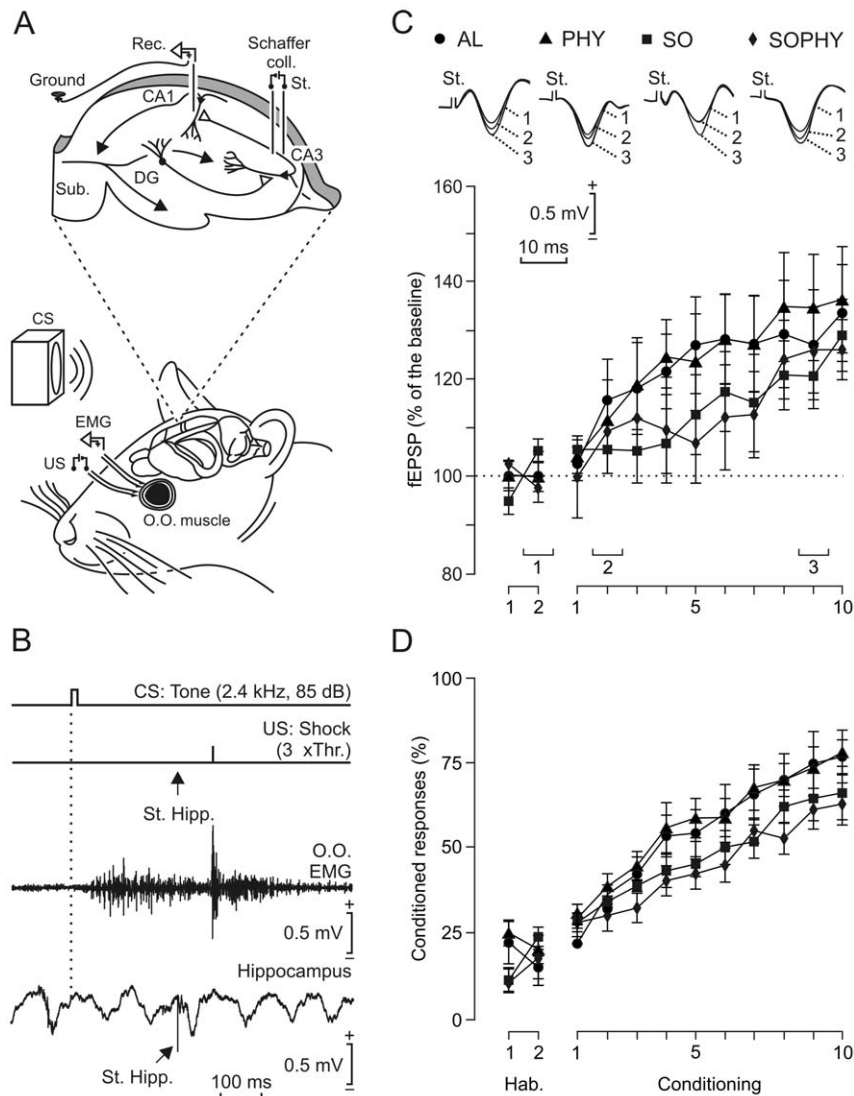 A
Rec.
Schaffer
coll.
Ground
St.
CA1
CA3
DG
Sub.
CS
EMG
US
O.O. muscle
B
CS: Tone (2.4 kHz, 85 dB)
US: Shock
(3 xThr.)
St. Hipp.
O.O.
EMG
+
0.5 mV
–
Hippocampus
+
0.5 mV
–
St. Hipp.
100 ms
C
AL PHY SO SOPHY
St. St. St. St.
1 1 1 1
2 2 2 2
3 3 3 3
160
+
0.5 mV
–
10 ms
140
120
100
80
fEPSP (% of the baseline)
1 2 3
1 2 1 5 10
D
100
75
50
25
0
Conditioned responses (%)
1 2 1 5 10
Hab. Conditioning